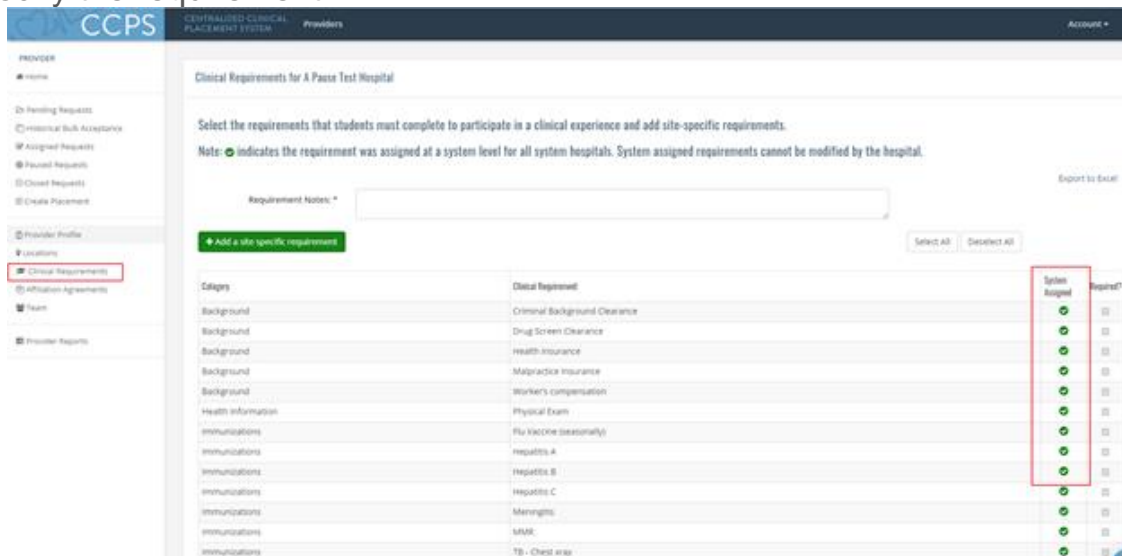 CCPS
CENTRALIZED CLINICAL
PLACEMENT SYSTEM
Providers
Account
PROVIDER
Home
Pending Requests
Historical Bulk Acceptance
Assigned Requests
Paused Requests
Closed Requests
Create Placement
Provider Profile
Locations
Clinical Requirements
Affiliation Agreements
Team
Provider Reports
Clinical Requirements for A Pause Test Hospital
Select the requirements that students must complete to participate in a clinical experience and add site-specific requirements.
Note: indicates the requirement was assigned at a system level for all system hospitals. System assigned requirements cannot be modified by the hospital.
Export to Excel
Requirement Notes: *
+ Add a site specific requirement
Select All Deselect All
Category Clinical Requirement System Assigned Required?
Background Criminal Background Clearance
Background Drug Screen Clearance
Background Health Insurance
Background Malpractice Insurance
Background Worker's compensation
Health Information Physical Exam
Immunizations Flu Vaccine (seasonally)
Immunizations Hepatitis A
Immunizations Hepatitis B
Immunizations Hepatitis C
Immunizations Meningitis
Immunizations MMR
Immunizations TB - Chest xray